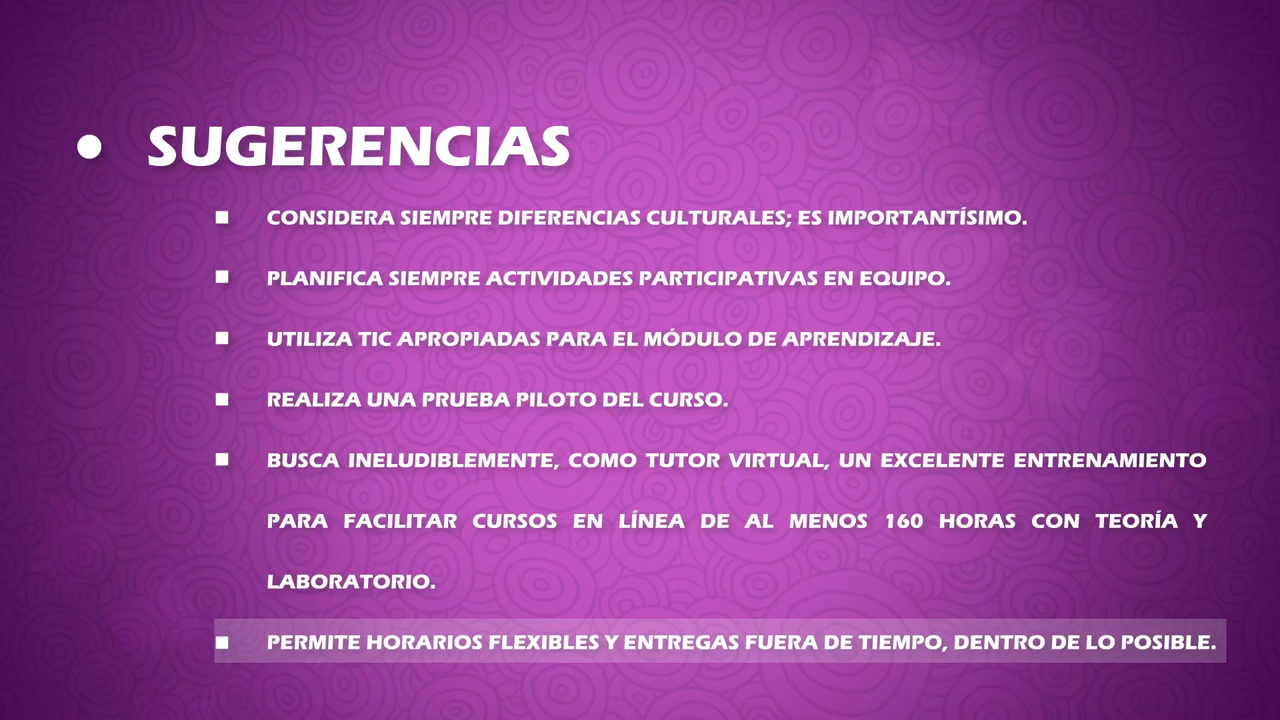 ● SUGERENCIAS
■ CONSIDERA SIEMPRE DIFERENCIAS CULTURALES; ES IMPORTANTÍSIMO.
■ PLANIFICA SIEMPRE ACTIVIDADES PARTICIPATIVAS EN EQUIPO.
■ UTILIZA TIC APROPIADAS PARA EL MÓDULO DE APRENDIZAJE.
■ REALIZA UNA PRUEBA PILOTO DEL CURSO.
■ BUSCA INELUDIBLEMENTE, COMO TUTOR VIRTUAL, UN EXCELENTE ENTRENAMIENTO
PARA FACILITAR CURSOS EN LÍNEA DE AL MENOS 160 HORAS CON TEORÍA Y
LABORATORIO.
■ PERMITE HORARIOS FLEXIBLES Y ENTREGAS FUERA DE TIEMPO, DENTRO DE LO POSIBLE.